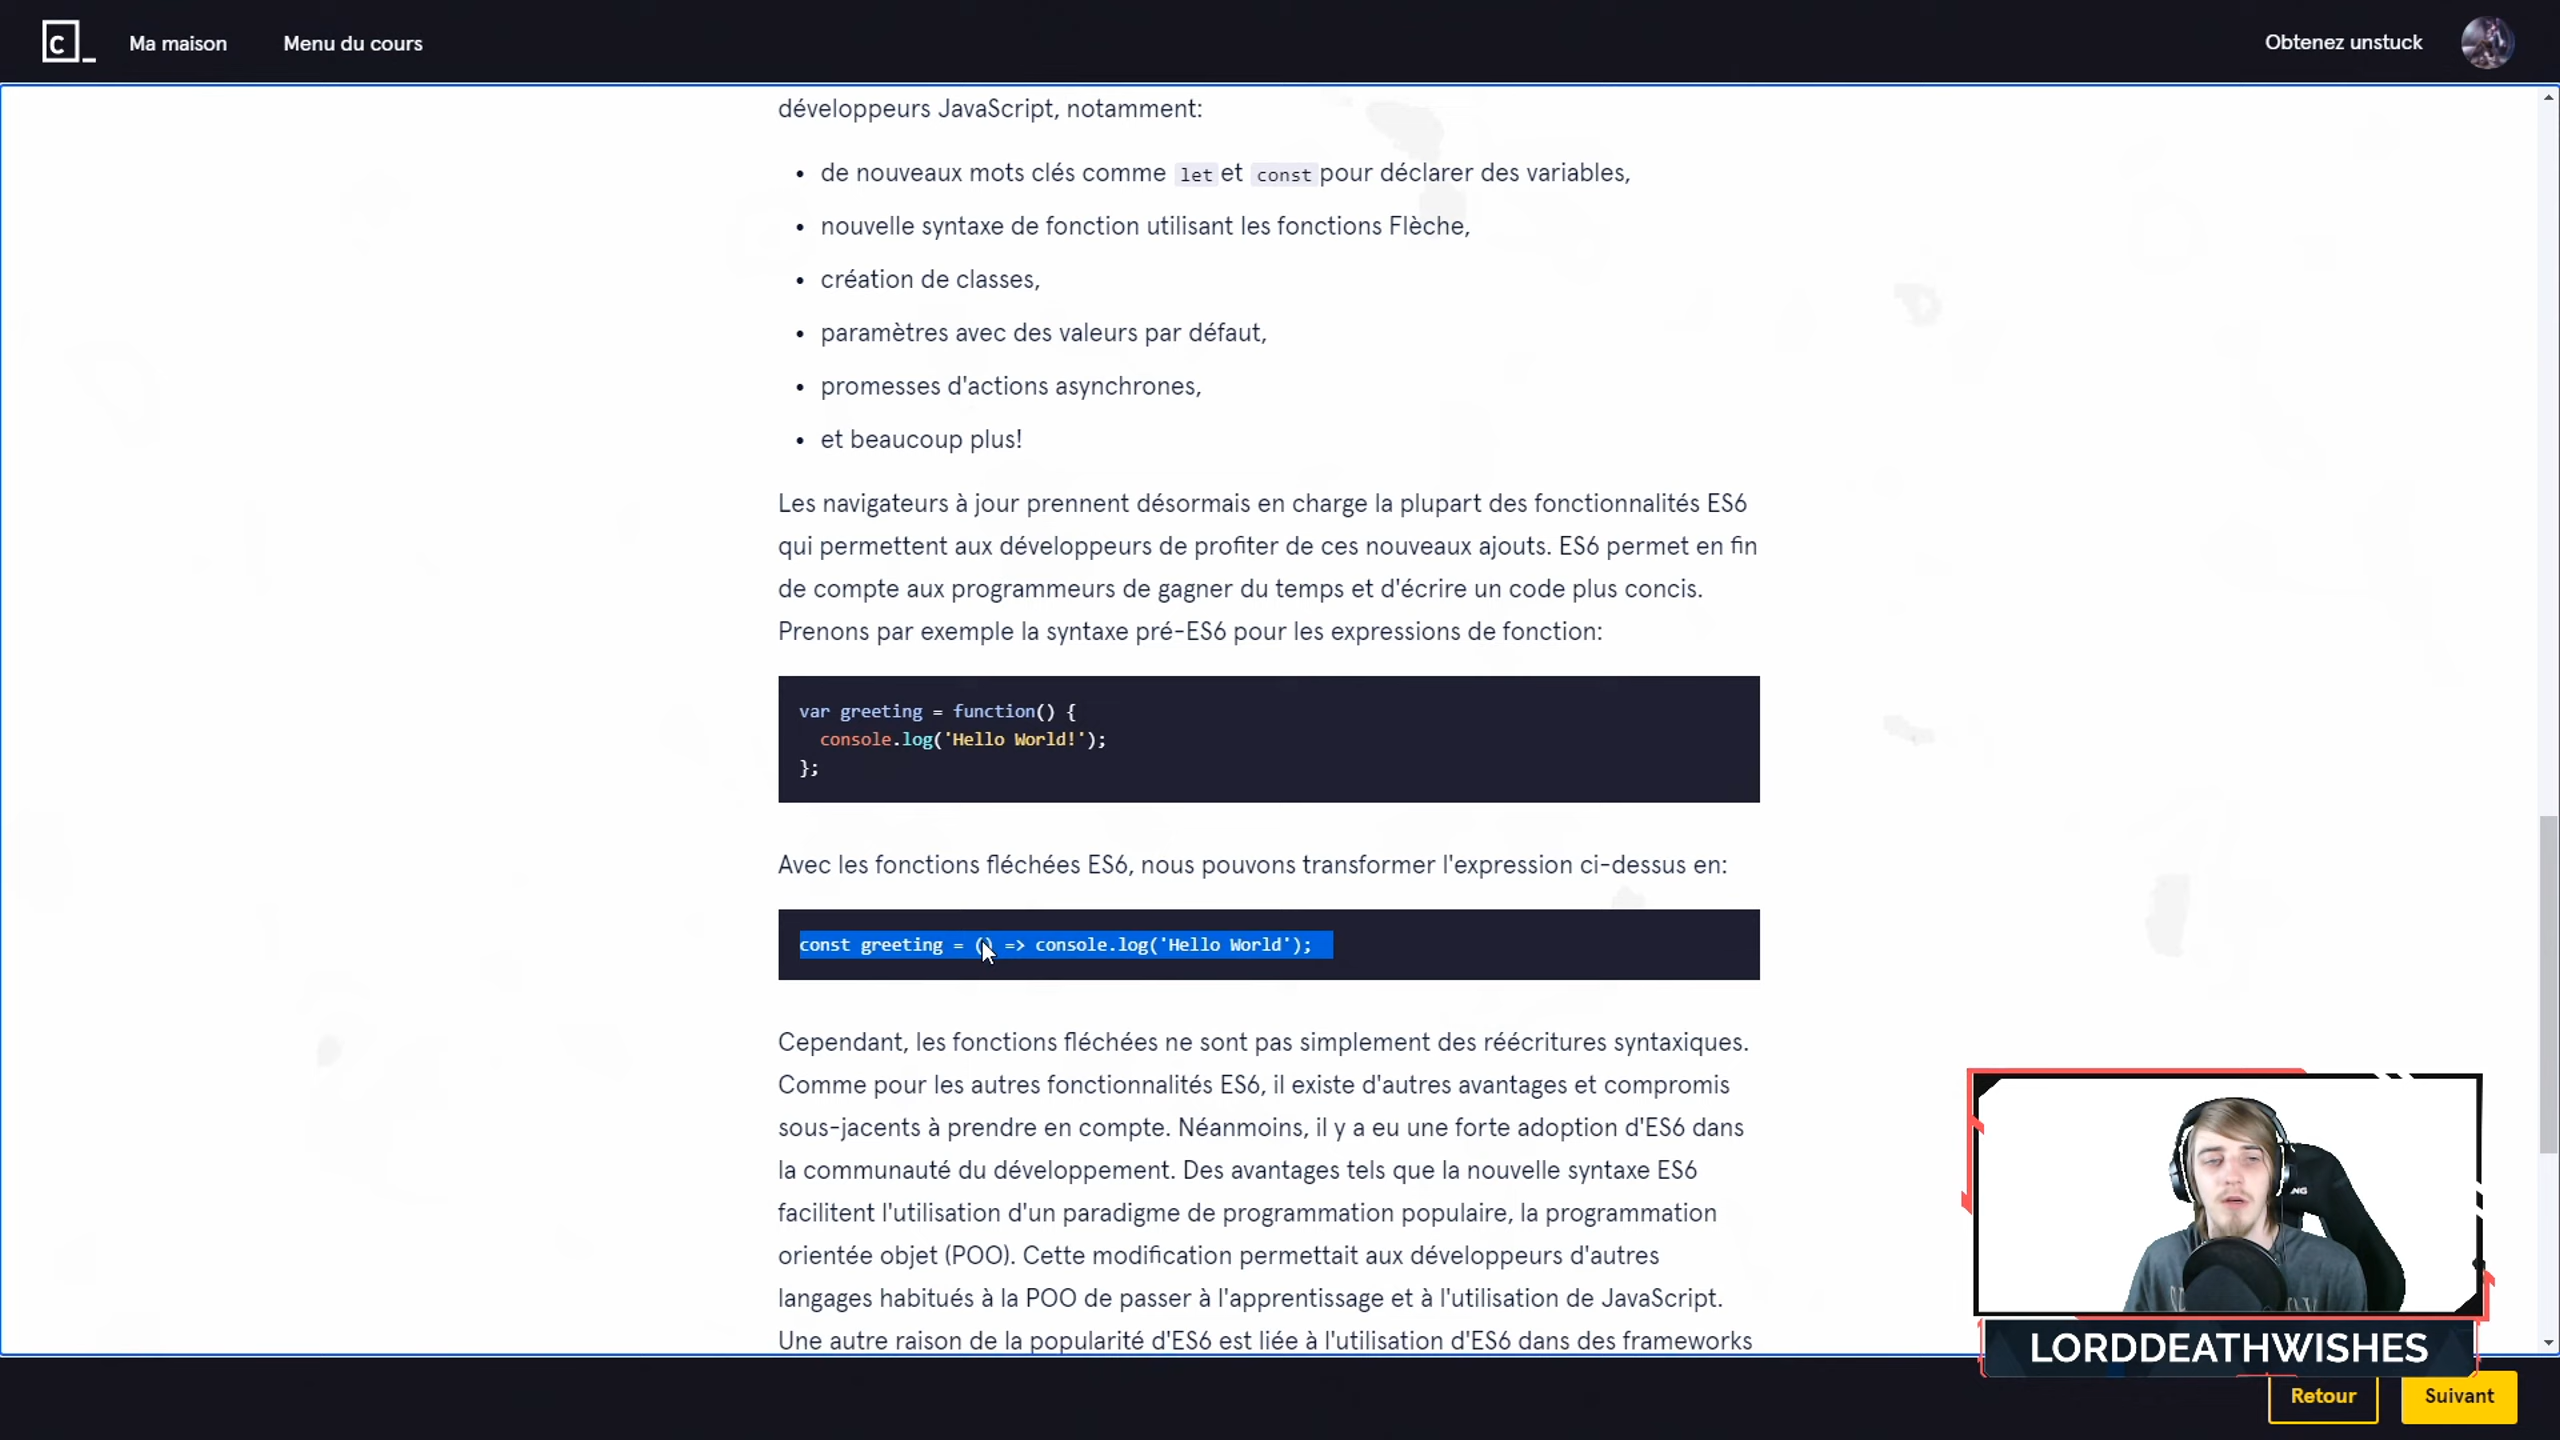 C_
Ma maison
Menu du cours
Obtenez unstuck
développeurs JavaScript, notamment:
• de nouveaux mots clés comme let et const pour déclarer des variables,
• nouvelle syntaxe de fonction utilisant les fonctions Flèche,
• création de classes,
• paramètres avec des valeurs par défaut,
• promesses d'actions asynchrones,
• et beaucoup plus!
Les navigateurs à jour prennent désormais en charge la plupart des fonctionnalités ES6
qui permettent aux développeurs de profiter de ces nouveaux ajouts. ES6 permet en fin
de compte aux programmeurs de gagner du temps et d'écrire un code plus concis.
Prenons par exemple la syntaxe pré-ES6 pour les expressions de fonction:
var greeting = function() {
console.log('Hello World!');
};
Avec les fonctions fléchées ES6, nous pouvons transformer l'expression ci-dessus en:
const greeting = () => console.log('Hello World');
Cependant, les fonctions fléchées ne sont pas simplement des réécritures syntaxiques.
Comme pour les autres fonctionnalités ES6, il existe d'autres avantages et compromis
sous-jacents à prendre en compte. Néanmoins, il y a eu une forte adoption d'ES6 dans
la communauté du développement. Des avantages tels que la nouvelle syntaxe ES6
facilitent l'utilisation d'un paradigme de programmation populaire, la programmation
orientée objet (POO). Cette modification permettait aux développeurs d'autres
langages habitués à la POO de passer à l'apprentissage et à l'utilisation de JavaScript.
Une autre raison de la popularité d'ES6 est liée à l'utilisation d'ES6 dans des frameworks
LORDDEATHWISHES
Retour
Suivant